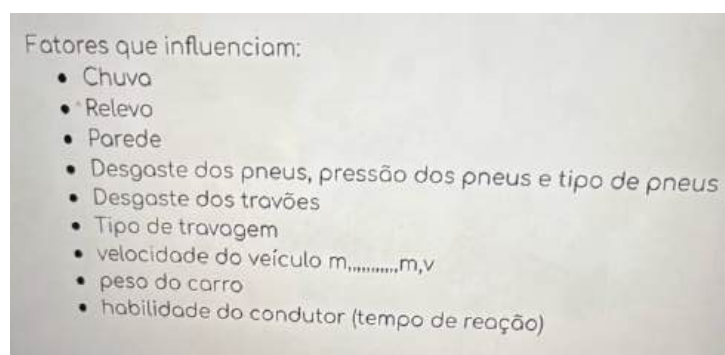 Fatores que influenciam:
• Chuva
• Relevo
• Parede
• Desgaste dos pneus, pressão dos pneus e tipo de pneus
• Desgaste dos travões
• Tipo de travagem
• velocidade do veículo m,,,,,,,,,,,m,v
• peso do carro
• habilidade do condutor (tempo de reação)